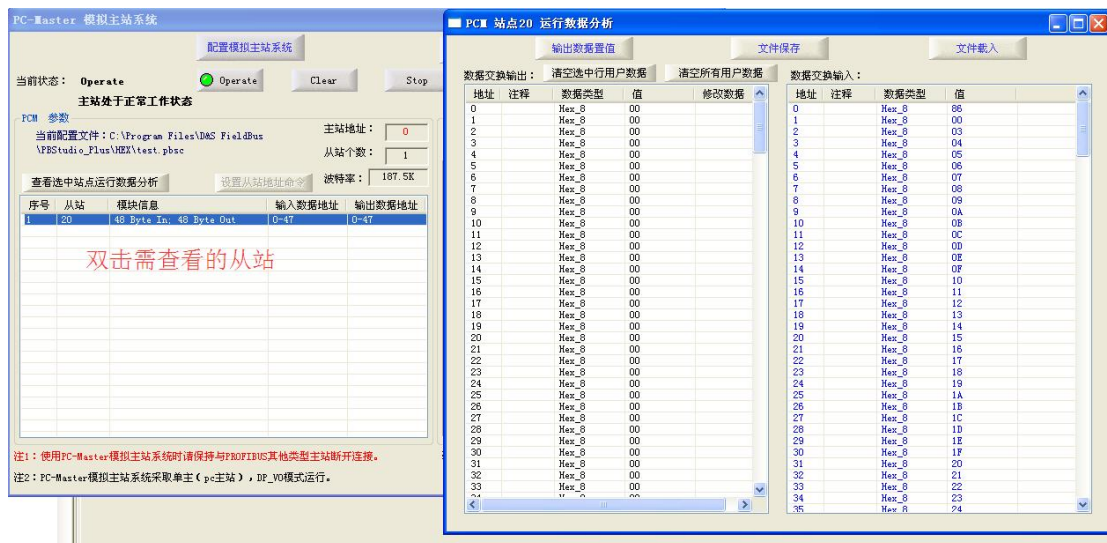 PC-Master 模拟主站系统
配置模拟主站系统
当前状态： Operate
Operate
Clear
Stop
主站处于正常工作状态
PCM 参数
当前配置文件：C:\Program Files\DAS FieldBus
\PBStudio_Plus\HEX\test.pbsc
主站地址： 0
从站个数： 1
波特率： 187.5K
查看选中站点运行数据分析
设置从站地址命令
序号 从站 模块信息 输入数据地址 输出数据地址
1 20 48 Byte In; 48 Byte Out 0-47 0-47
双击需查看的从站
注1：使用PC-Master模拟主站系统时请保持与PROFIBUS其他类型主站断开连接。
注2：PC-Master模拟主站系统采取单主（pc主站），DP_V0模式运行。
PCM 站点20 运行数据分析
输出数据置值
文件保存
文件载入
数据交换输出：
清空选中行用户数据
清空所有用户数据
地址 注释 数据类型 值 修改数据
0 Hex_8 00
1 Hex_8 00
2 Hex_8 00
3 Hex_8 00
4 Hex_8 00
5 Hex_8 00
6 Hex_8 00
7 Hex_8 00
8 Hex_8 00
9 Hex_8 00
10 Hex_8 00
11 Hex_8 00
12 Hex_8 00
13 Hex_8 00
14 Hex_8 00
15 Hex_8 00
16 Hex_8 00
17 Hex_8 00
18 Hex_8 00
19 Hex_8 00
20 Hex_8 00
21 Hex_8 00
22 Hex_8 00
23 Hex_8 00
24 Hex_8 00
25 Hex_8 00
26 Hex_8 00
27 Hex_8 00
28 Hex_8 00
29 Hex_8 00
30 Hex_8 00
31 Hex_8 00
32 Hex_8 00
33 Hex_8 00
数据交换输入：
地址 注释 数据类型 值
0 Hex_8 86
1 Hex_8 00
2 Hex_8 03
3 Hex_8 04
4 Hex_8 05
5 Hex_8 06
6 Hex_8 07
7 Hex_8 08
8 Hex_8 09
9 Hex_8 0A
10 Hex_8 0B
11 Hex_8 0C
12 Hex_8 0D
13 Hex_8 0E
14 Hex_8 0F
15 Hex_8 10
16 Hex_8 11
17 Hex_8 12
18 Hex_8 13
19 Hex_8 14
20 Hex_8 15
21 Hex_8 16
22 Hex_8 17
23 Hex_8 18
24 Hex_8 19
25 Hex_8 1A
26 Hex_8 1B
27 Hex_8 1C
28 Hex_8 1D
29 Hex_8 1E
30 Hex_8 1F
31 Hex_8 20
32 Hex_8 21
33 Hex_8 22
34 Hex_8 23
35 Hex_8 24